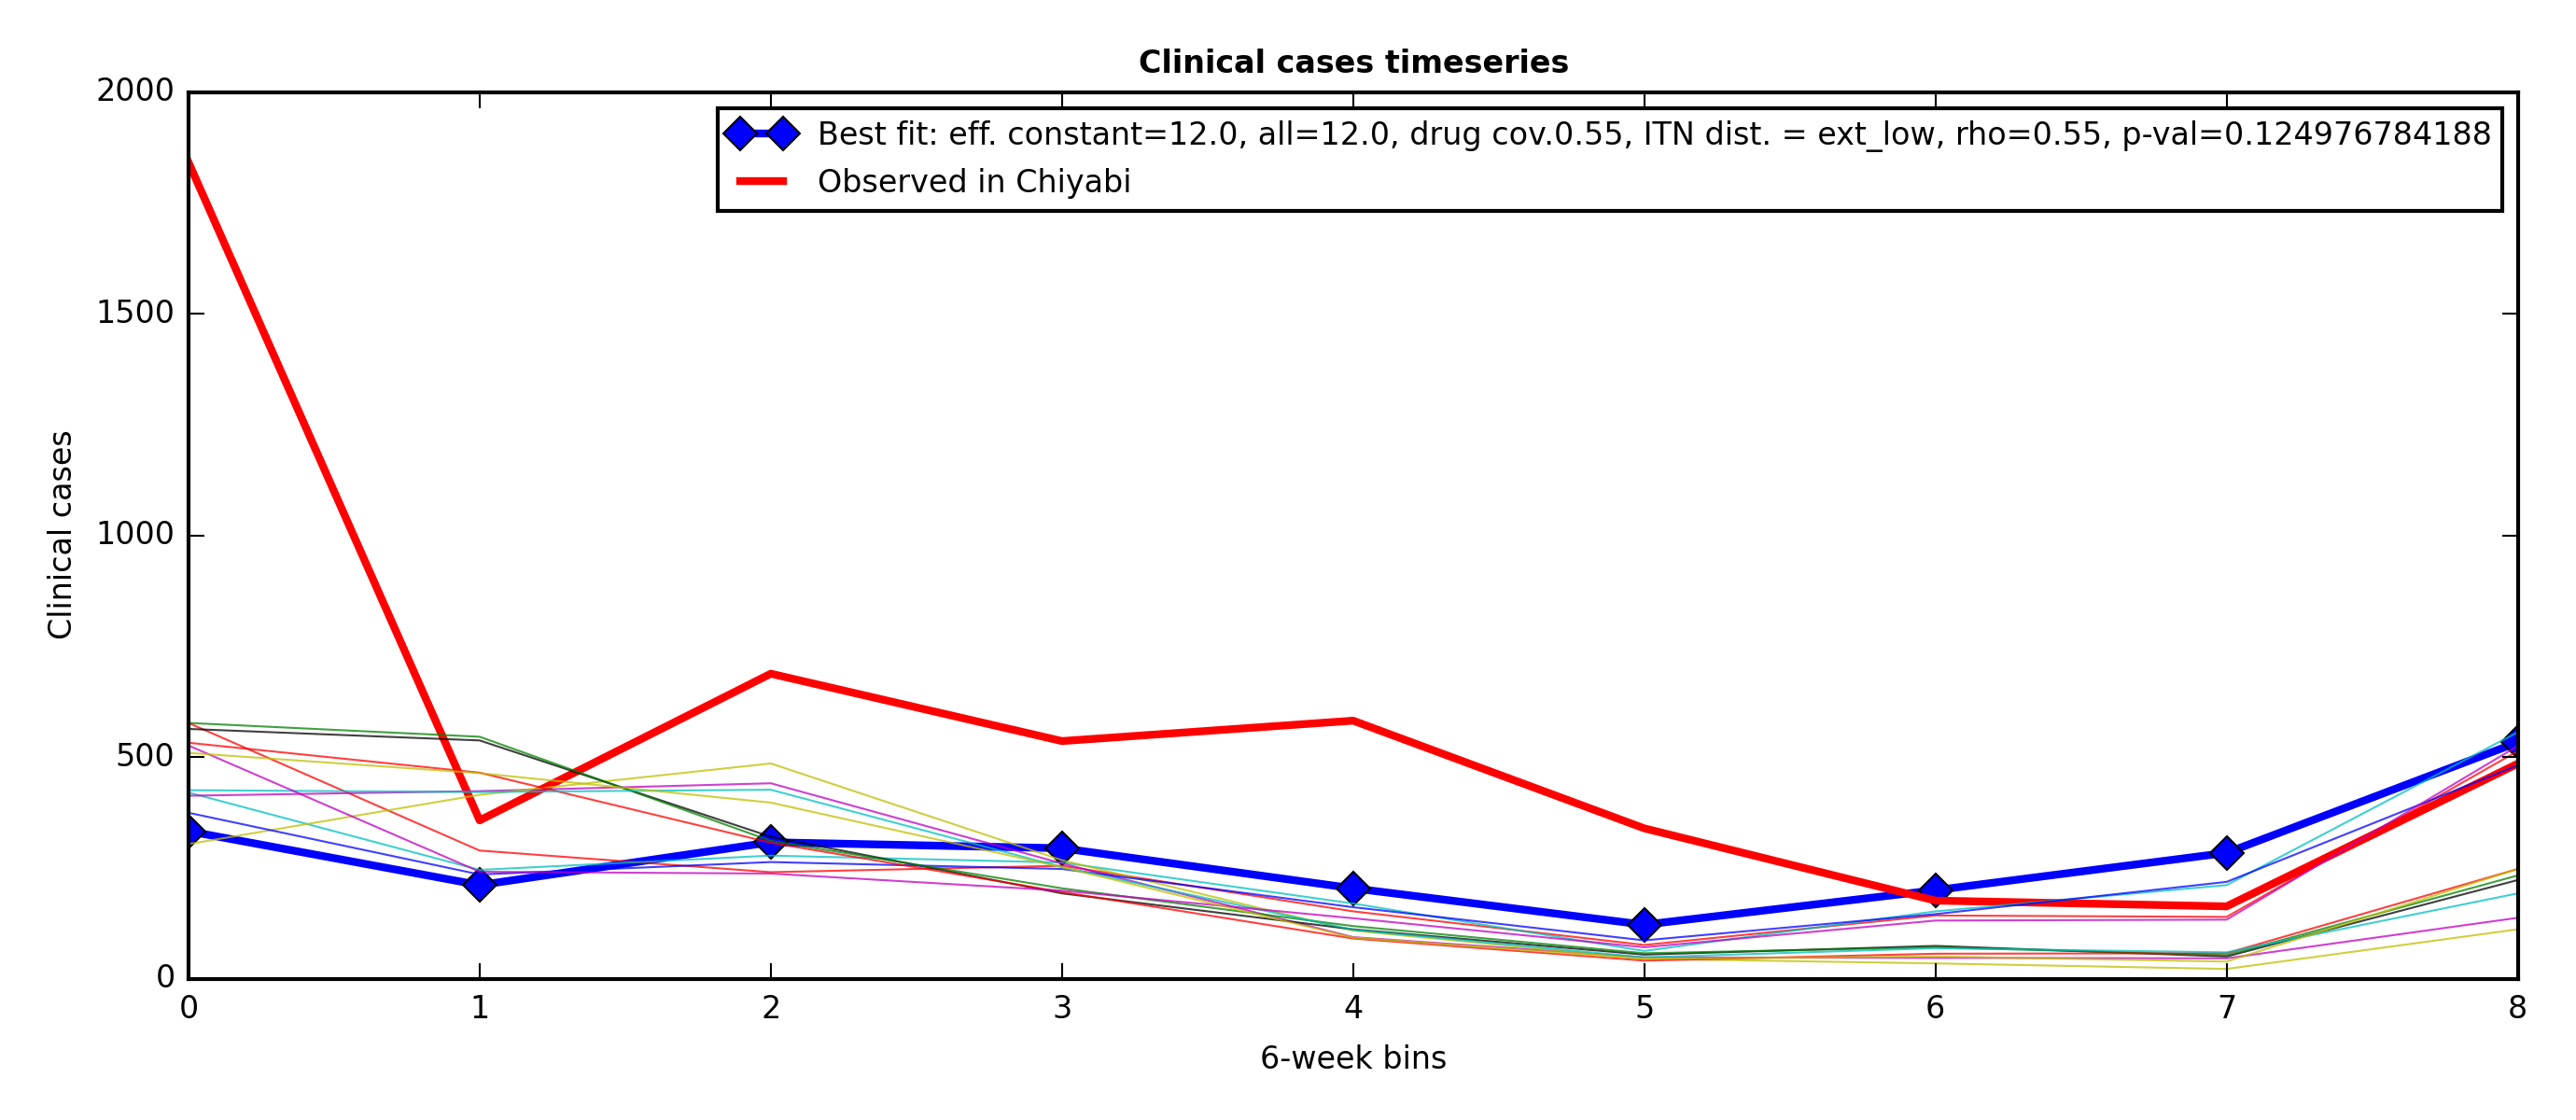 Clinical cases timeseries
2000
1500
1000
500
0
Clinical cases
Best fit: eff. constant=12.0, all=12.0, drug cov.0.55, ITN dist. = ext_low, rho=0.55, p-val=0.124976784188
Observed in Chiyabi
0 1 2 3 4 5 6 7 8
6-week bins